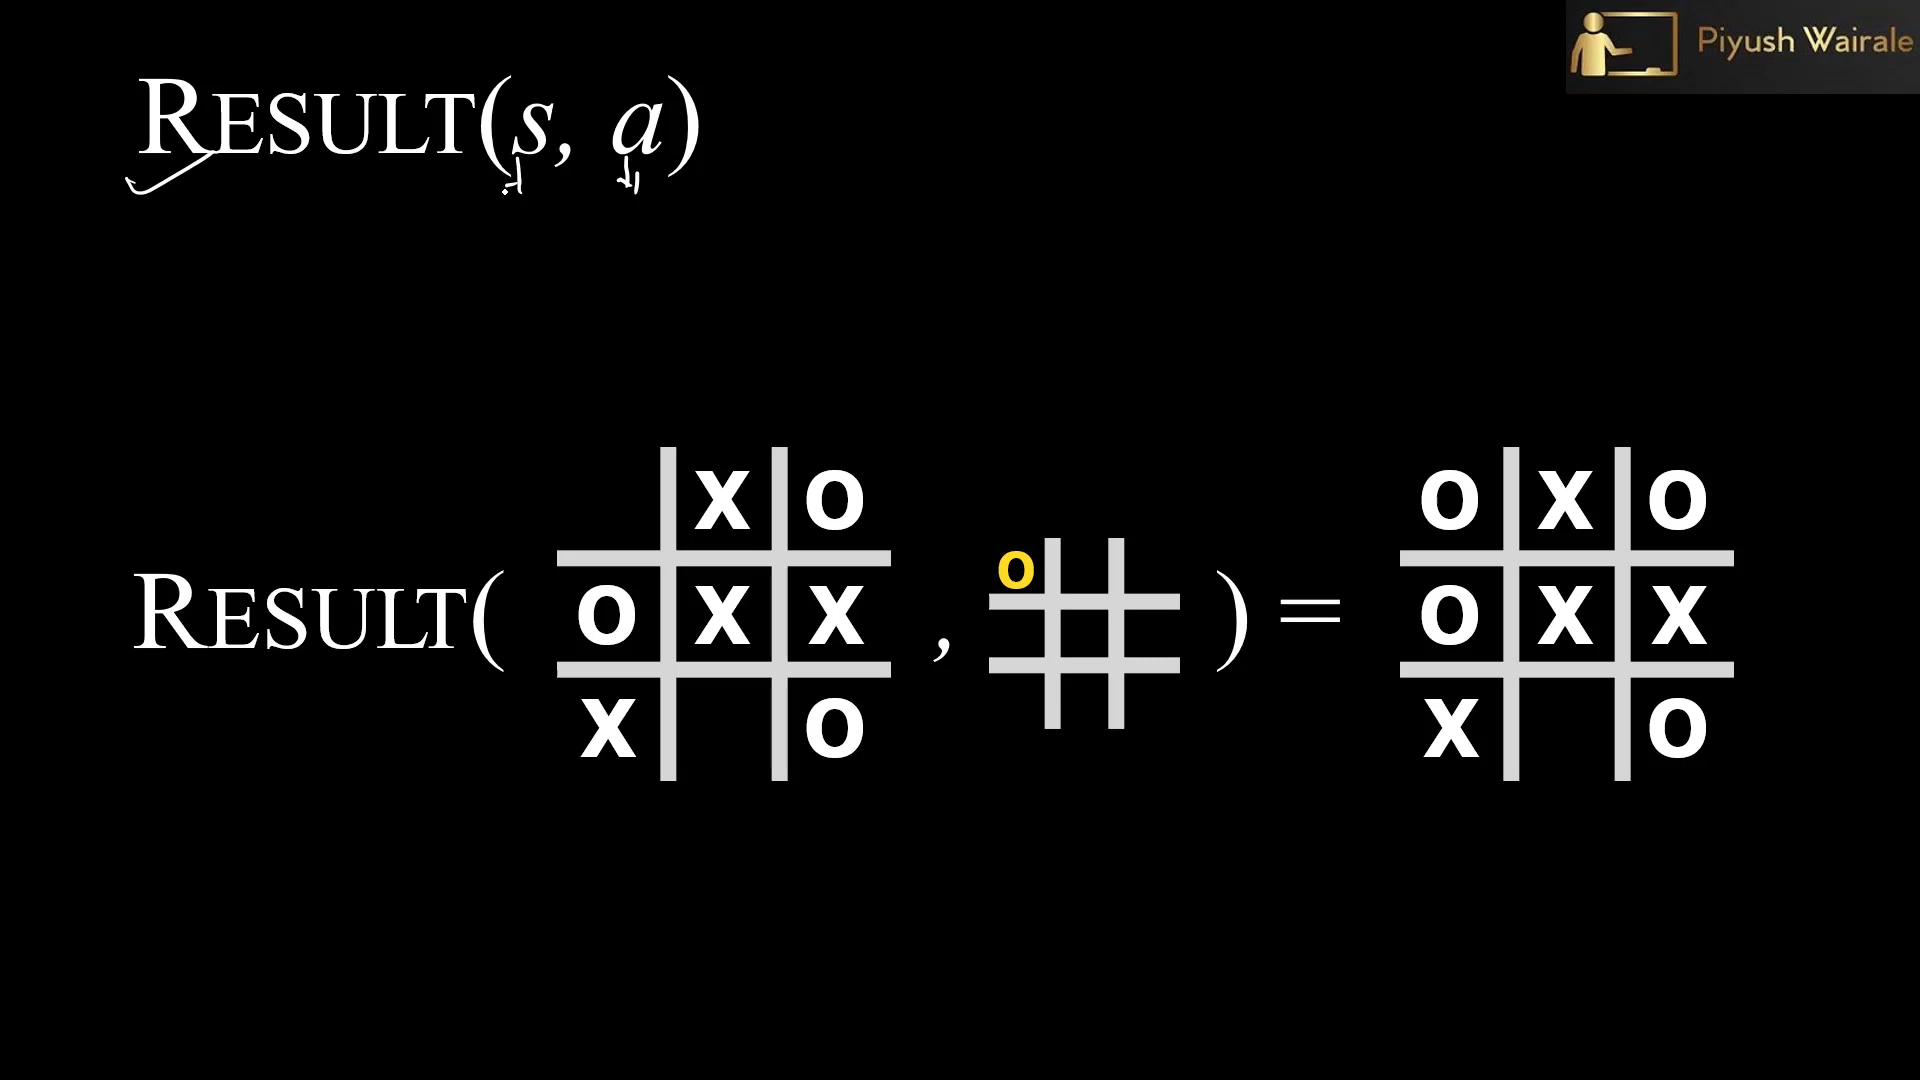 Piyush Wairale
RESULT(s, a)
X O
RESULT( O X X , O ) =
X O
O X O
O X X
X O